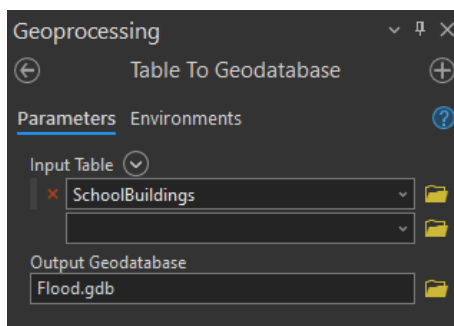 Geoprocessing
Table To Geodatabase
Parameters Environments
Input Table
SchoolBuildings
Output Geodatabase
Flood.gdb